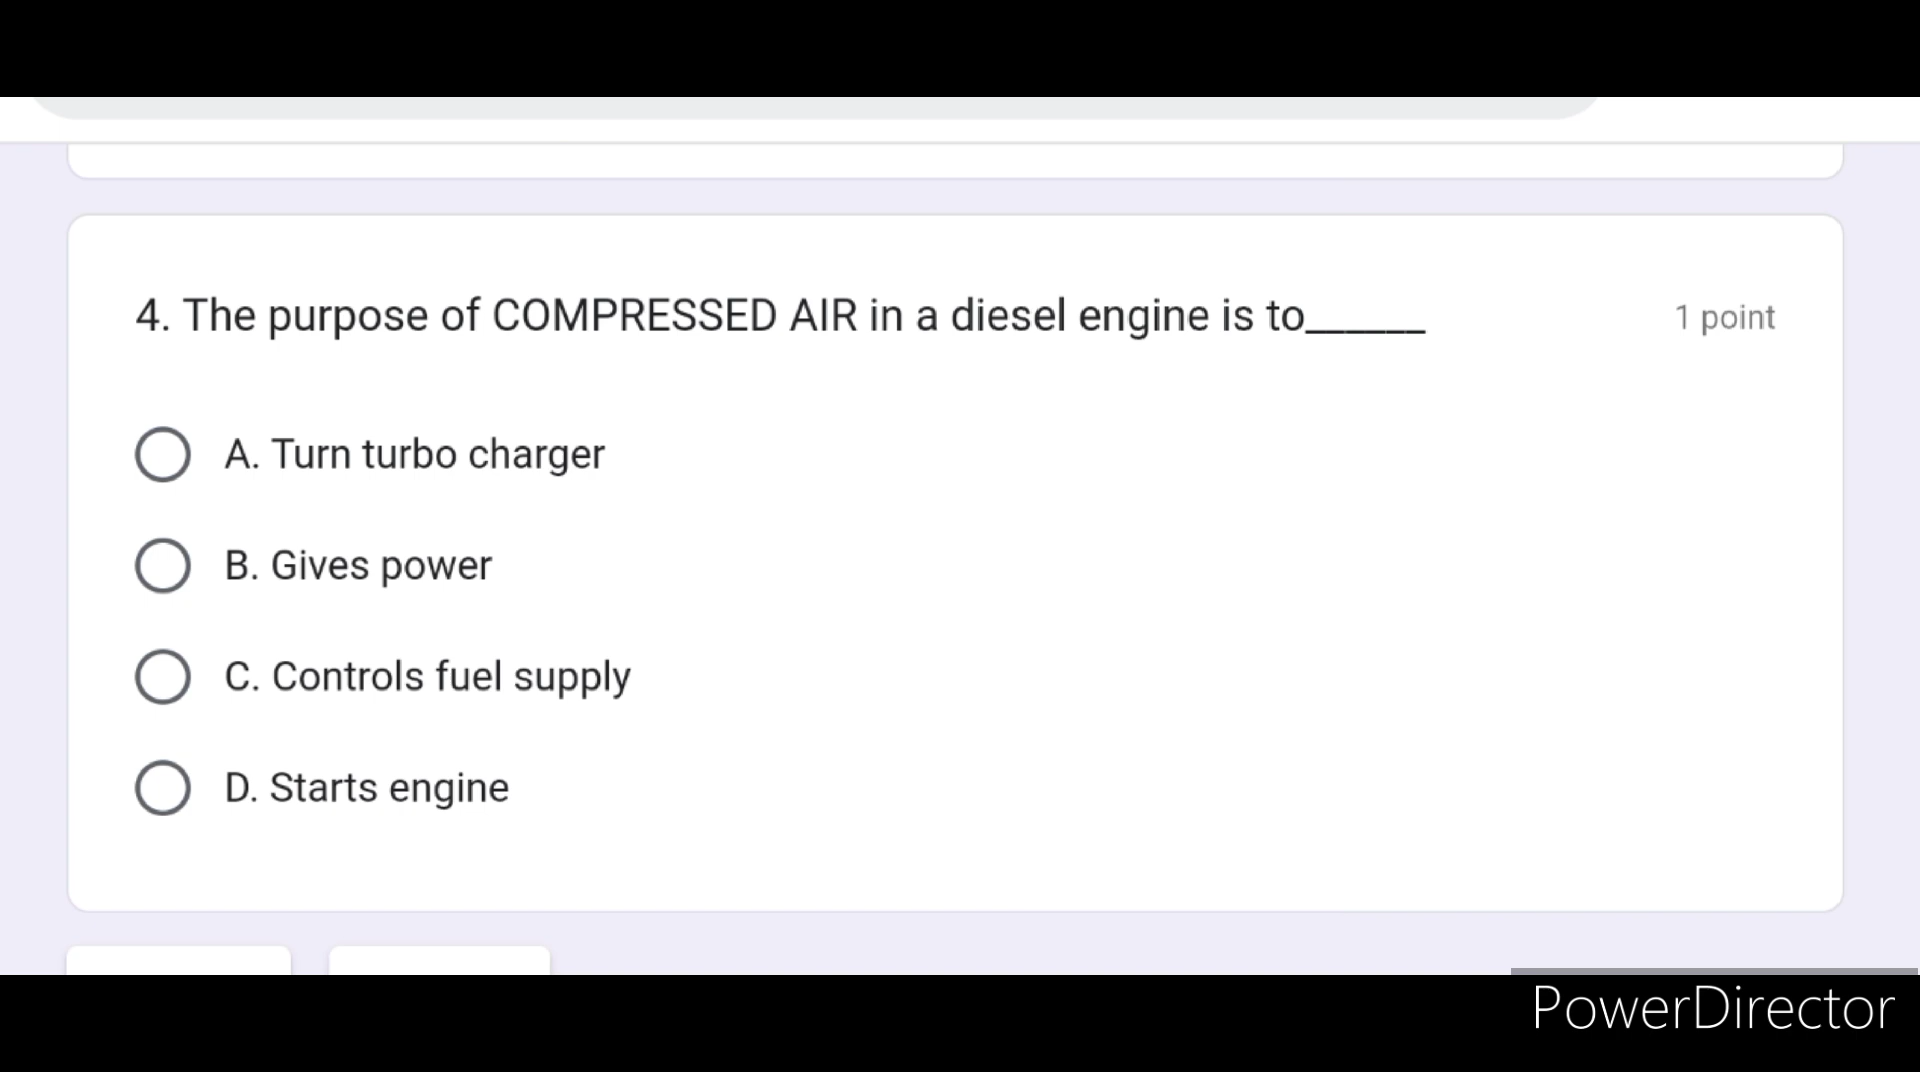 4. The purpose of COMPRESSED AIR in a diesel engine is to______
1 point
A. Turn turbo charger
B. Gives power
C. Controls fuel supply
D. Starts engine
PowerDirector